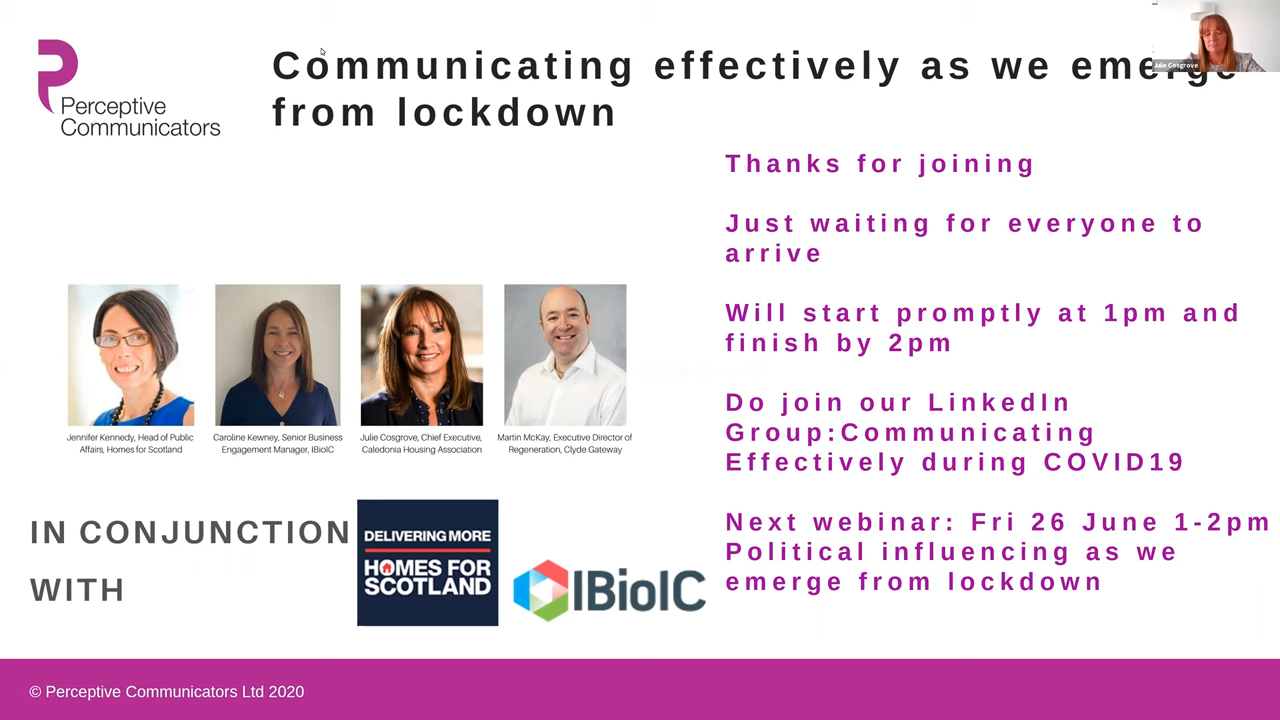 Perceptive
Communicators
Communicating effectively as we emerge
from lockdown
Julie Cosgrove
Thanks for joining
Just waiting for everyone to
arrive
Will start promptly at 1pm and
finish by 2pm
Do join our LinkedIn
Group:Communicating
Effectively during COVID19
Next webinar: Fri 26 June 1-2pm
Political influencing as we
emerge from lockdown
Jennifer Kennedy, Head of Public
Affairs, Homes for Scotland
Caroline Kewney, Senior Business
Engagement Manager, IBioIC
Julie Cosgrove, Chief Executive,
Caledonia Housing Association
Martin McKay, Executive Director of
Regeneration, Clyde Gateway
IN CONJUNCTION
WITH
DELIVERING MORE
HOMES FOR
SCOTLAND
IBioIC
© Perceptive Communicators Ltd 2020